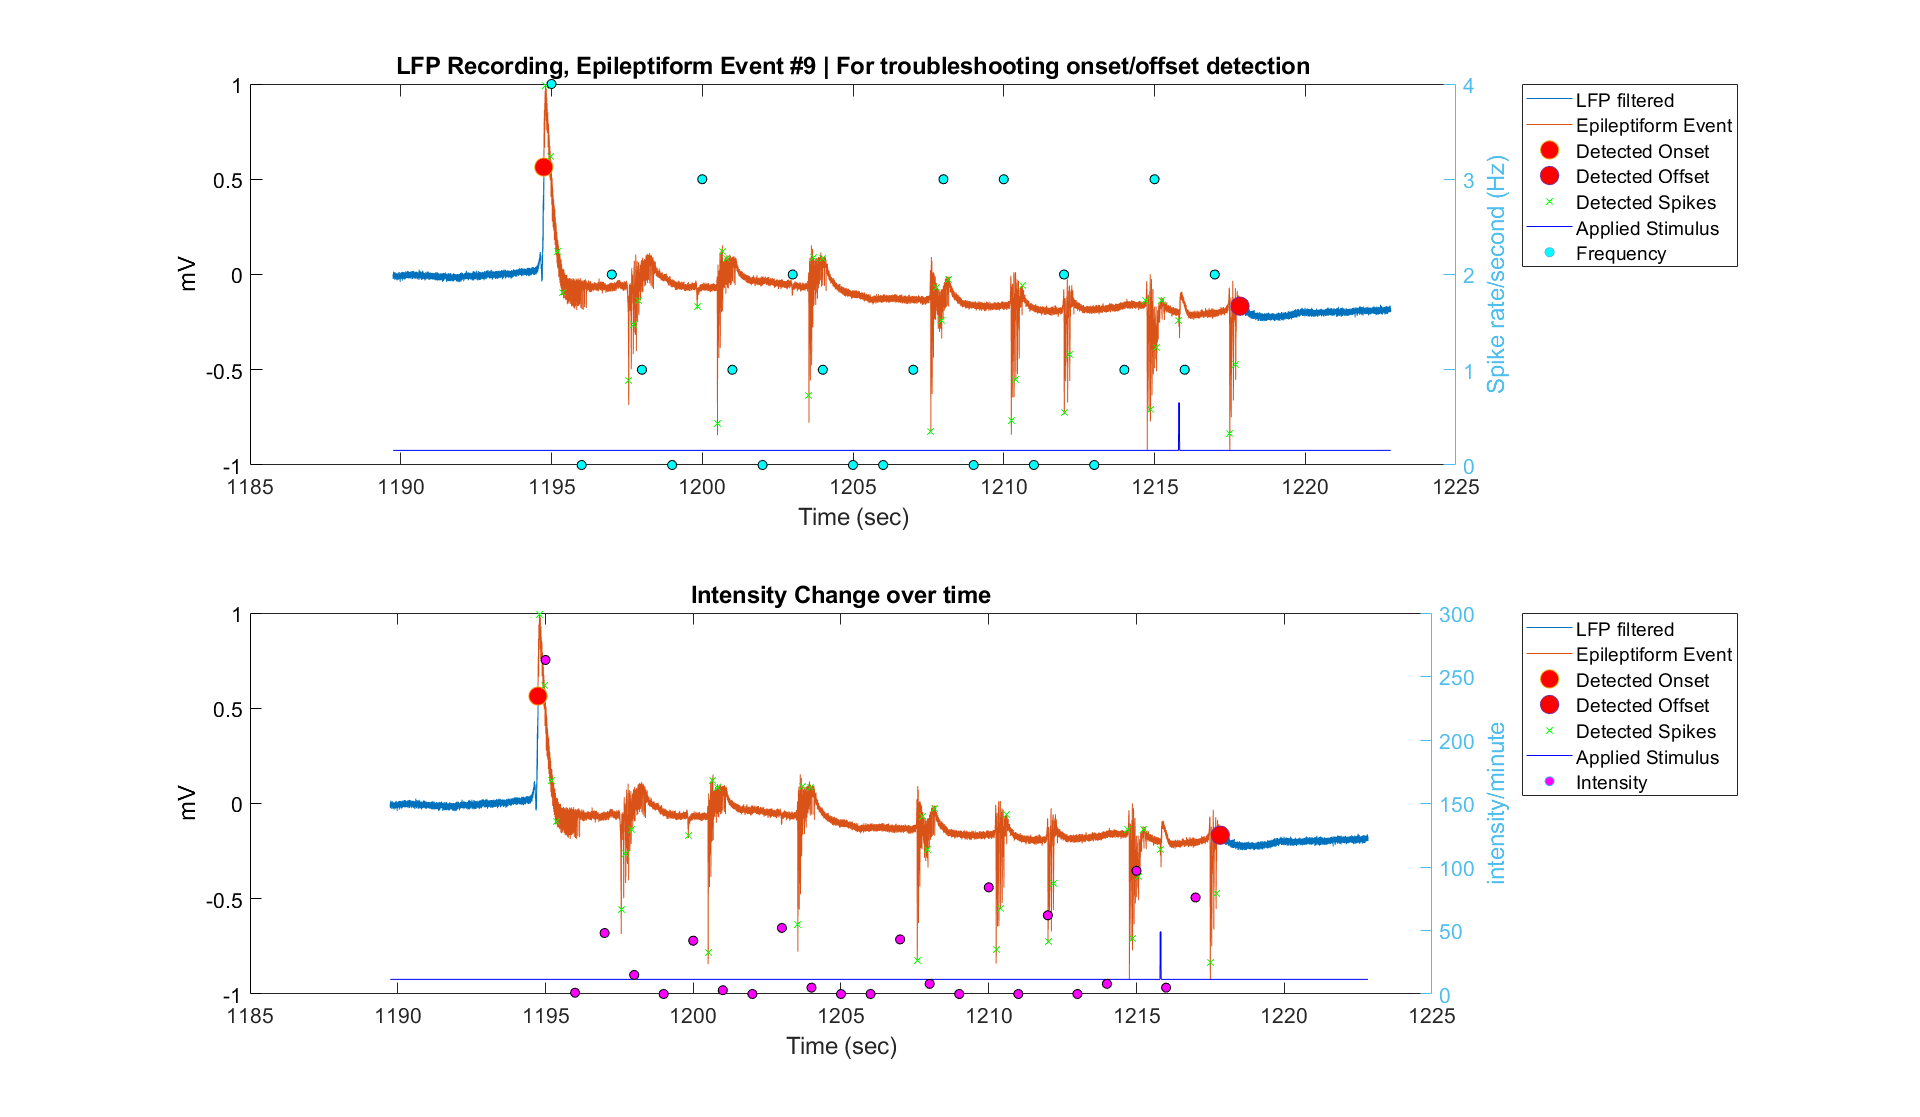 LFP Recording, Epileptiform Event #9 | For troubleshooting onset/offset detection
1
0.5
0
-0.5
-1
mV
1185 1190 1195 1200 1205 1210 1215 1220 1225
Time (sec)
4
3
2
1
0
Spike rate/second (Hz)
LFP filtered
Epileptiform Event
Detected Onset
Detected Offset
Detected Spikes
Applied Stimulus
Frequency
Intensity Change over time
1
0.5
0
-0.5
-1
mV
1185 1190 1195 1200 1205 1210 1215 1220 1225
Time (sec)
300
250
200
150
100
50
0
intensity/minute
LFP filtered
Epileptiform Event
Detected Onset
Detected Offset
Detected Spikes
Applied Stimulus
Intensity